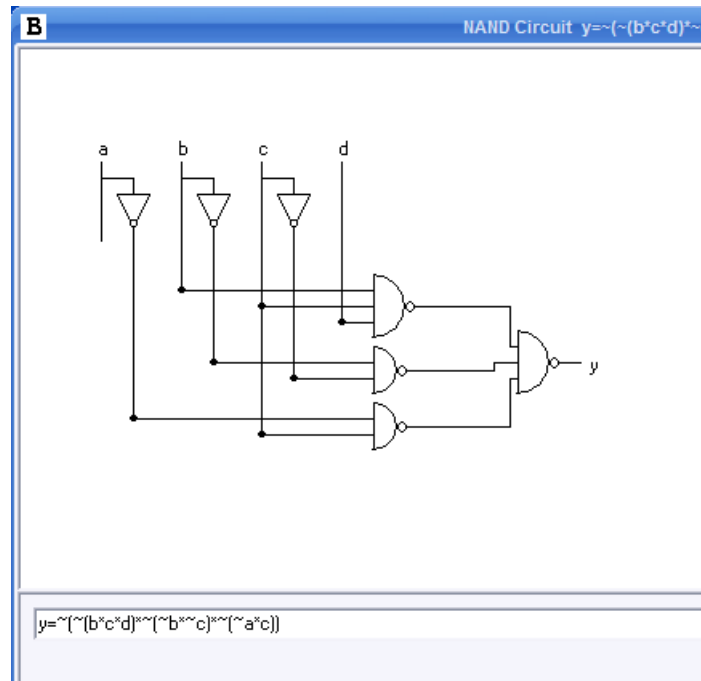 B NAND Circuit y=~(~(b*c*d)*~
a b c d
y
y=~(~(b*c*d)*~(~b*~c)*~(~a*c))